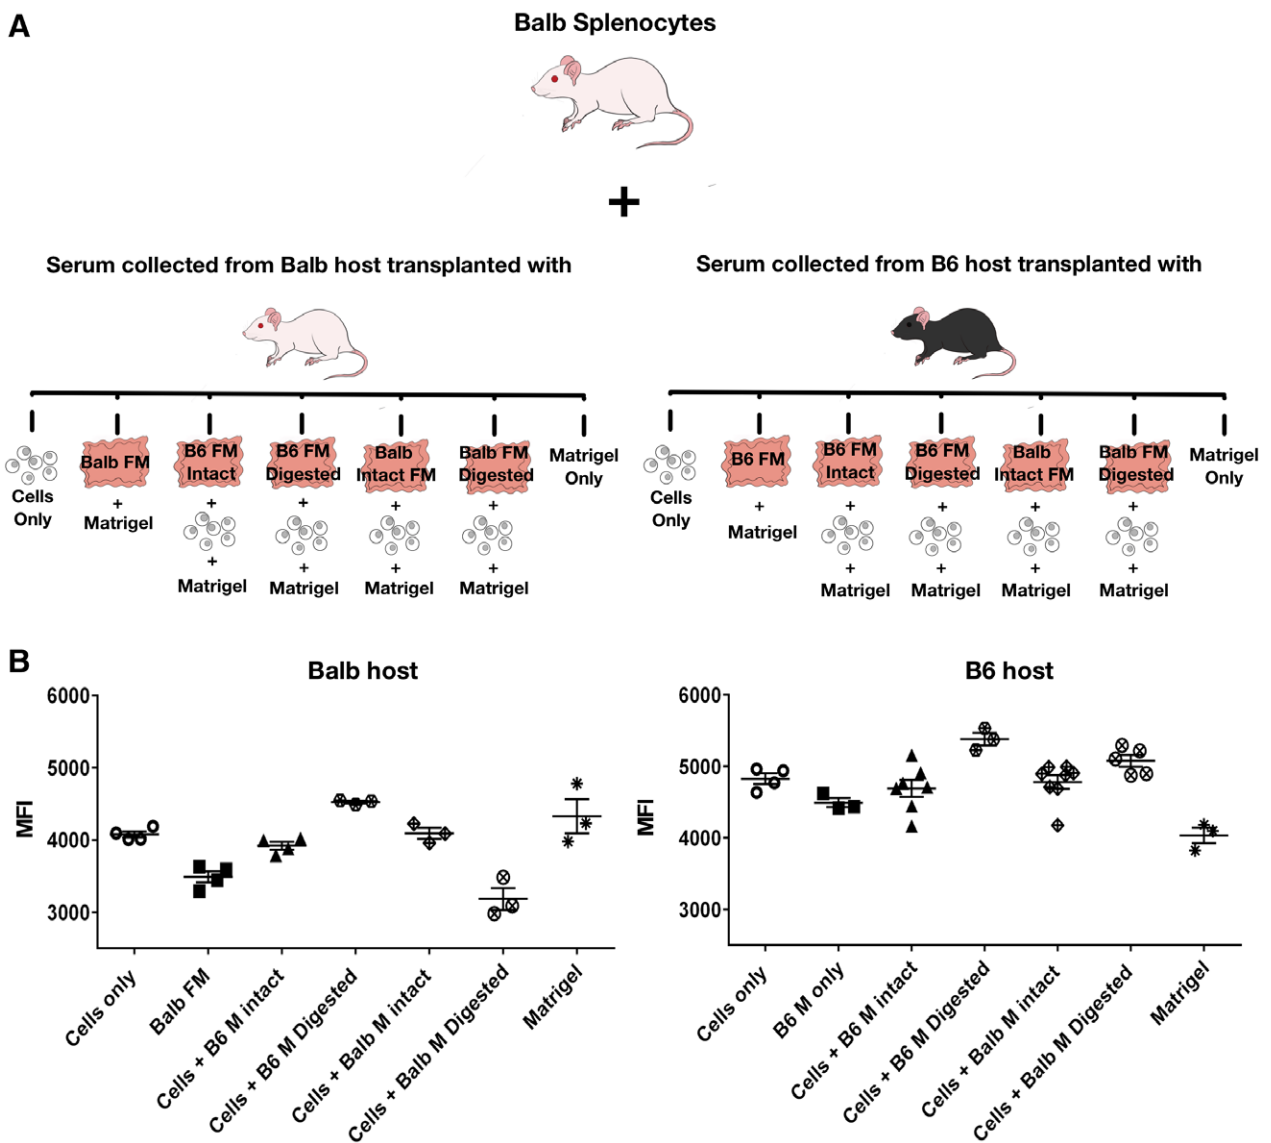 A
Balb Splenocytes
+
Serum collected from Balb host transplanted with
Serum collected from B6 host transplanted with
Cells
Only
Balb FM
+
Matrigel
B6 FM
Intact
+
+
Matrigel
B6 FM
Digested
+
+
Matrigel
Balb
Intact FM
+
+
Matrigel
Balb FM
Digested
+
+
Matrigel
Matrigel
Only
Cells
Only
B6 FM
+
Matrigel
B6 FM
Intact
+
+
Matrigel
B6 FM
Digested
+
+
Matrigel
Balb
Intact FM
+
+
Matrigel
Balb FM
Digested
+
+
Matrigel
Matrigel
Only
B
Balb host
MFI
6000
5000
4000
3000
Cells only
Balb FM
Cells + B6 M intact
Cells + B6 M Digested
Cells + Balb M intact
Cells + Balb M Digested
Matrigel
B6 host
MFI
6000
5000
4000
3000
Cells only
B6 M only
Cells + B6 M intact
Cells + B6 M Digested
Cells + Balb M intact
Cells + Balb M Digested
Matrigel